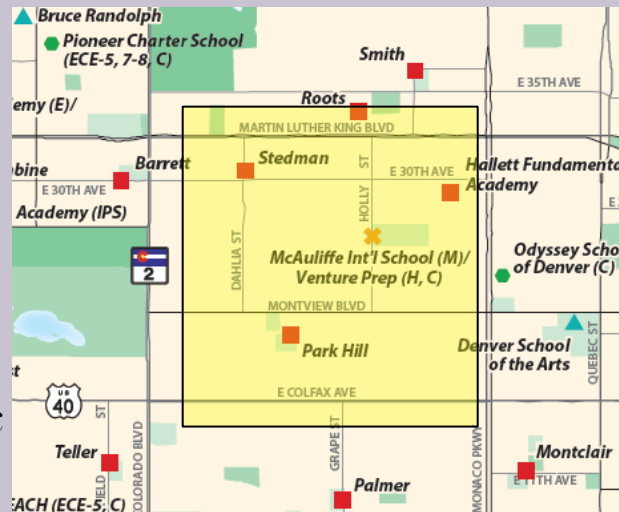 Bruce Randolph
Pioneer Charter School
(ECE-5, 7-8, C)
Smith
E 35TH AVE
emy (E)/
Roots
MARTIN LUTHER KING BLVD
bine
Barrett
Stedman
ST
E 30TH AVE
Hallett Fundamenta
Academy
E 30TH AVE
Academy (IPS)
HOLLY
E
2
DAHLIA ST
McAuliffe Int'l School (M)/
Venture Prep (H, C)
Odyssey Scho
of Denver (C)
MONTVIEW BLVD
Park Hill
Denver School
of the Arts
QUEBEC ST
st
US
40
E COLFAX AVE
ST
COLORADO BLVD
GRAPE ST
MONACO PKWY
Teller
Montclair
E 11TH AVE
FIELD
Palmer
EACH (ECE-5, C)